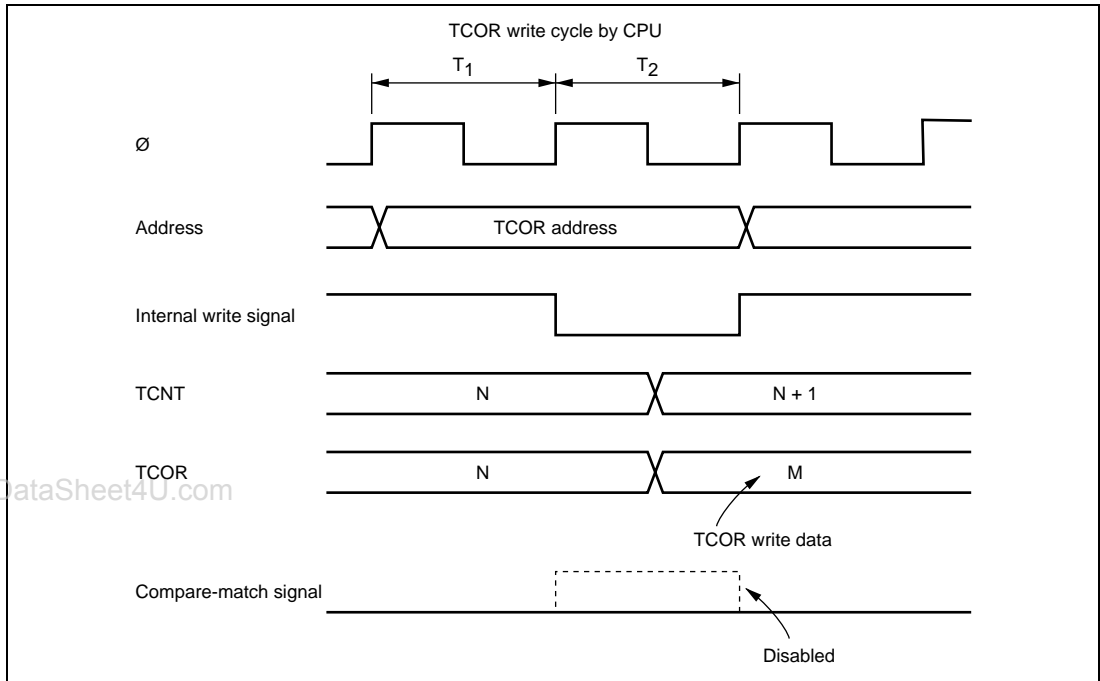 TCOR write cycle by CPU
T1 T2
Ø
Address TCOR address
Internal write signal
TCNT N N + 1
TCOR N M
DataSheet4U.com
TCOR write data
Compare-match signal
Disabled